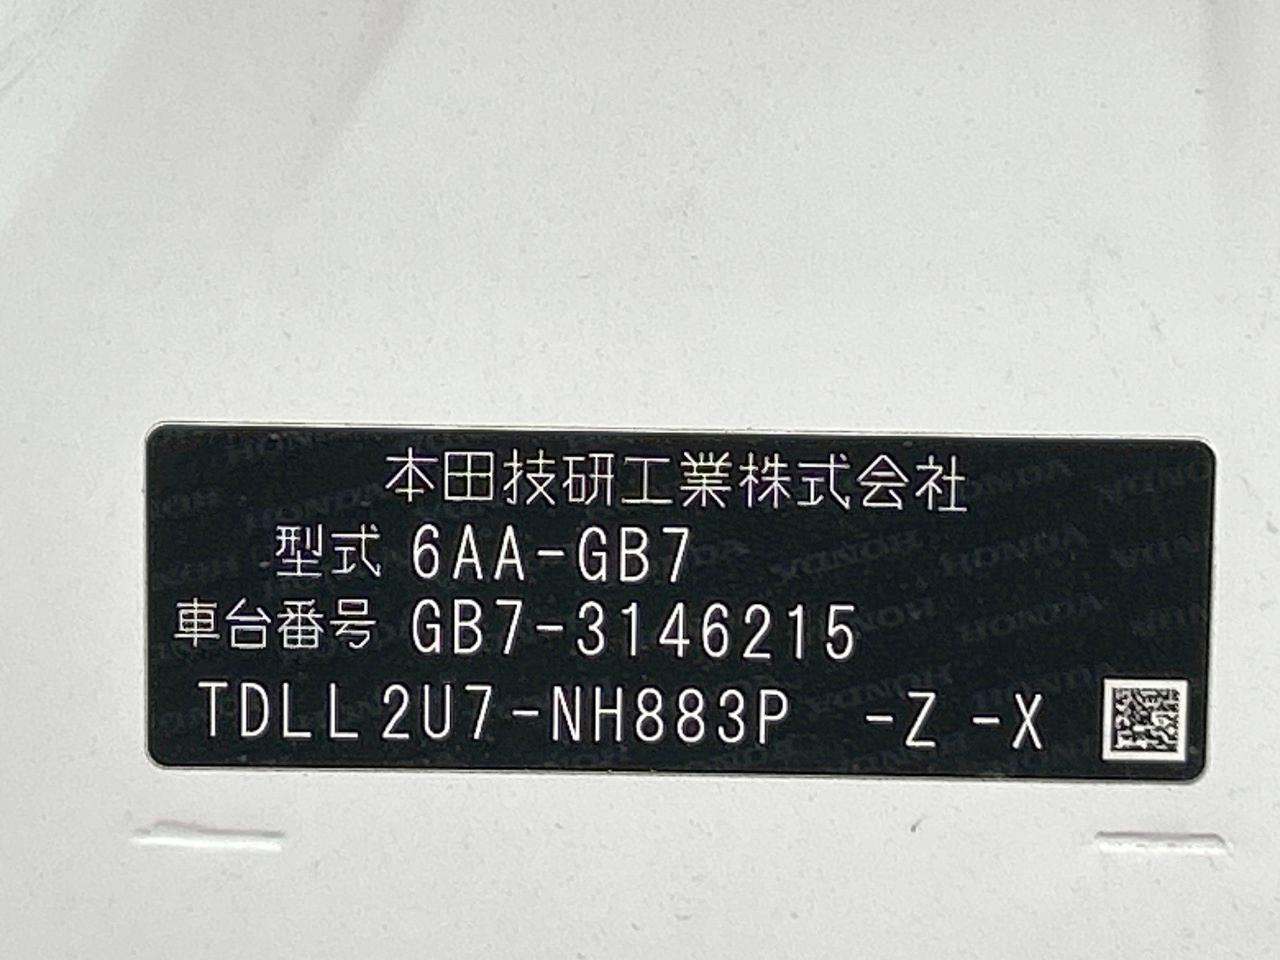 本田技研工業株式会社
型式 6AA-GB7
車台番号 GB7-3146215
TDLL2U7-NH883P -Z -X